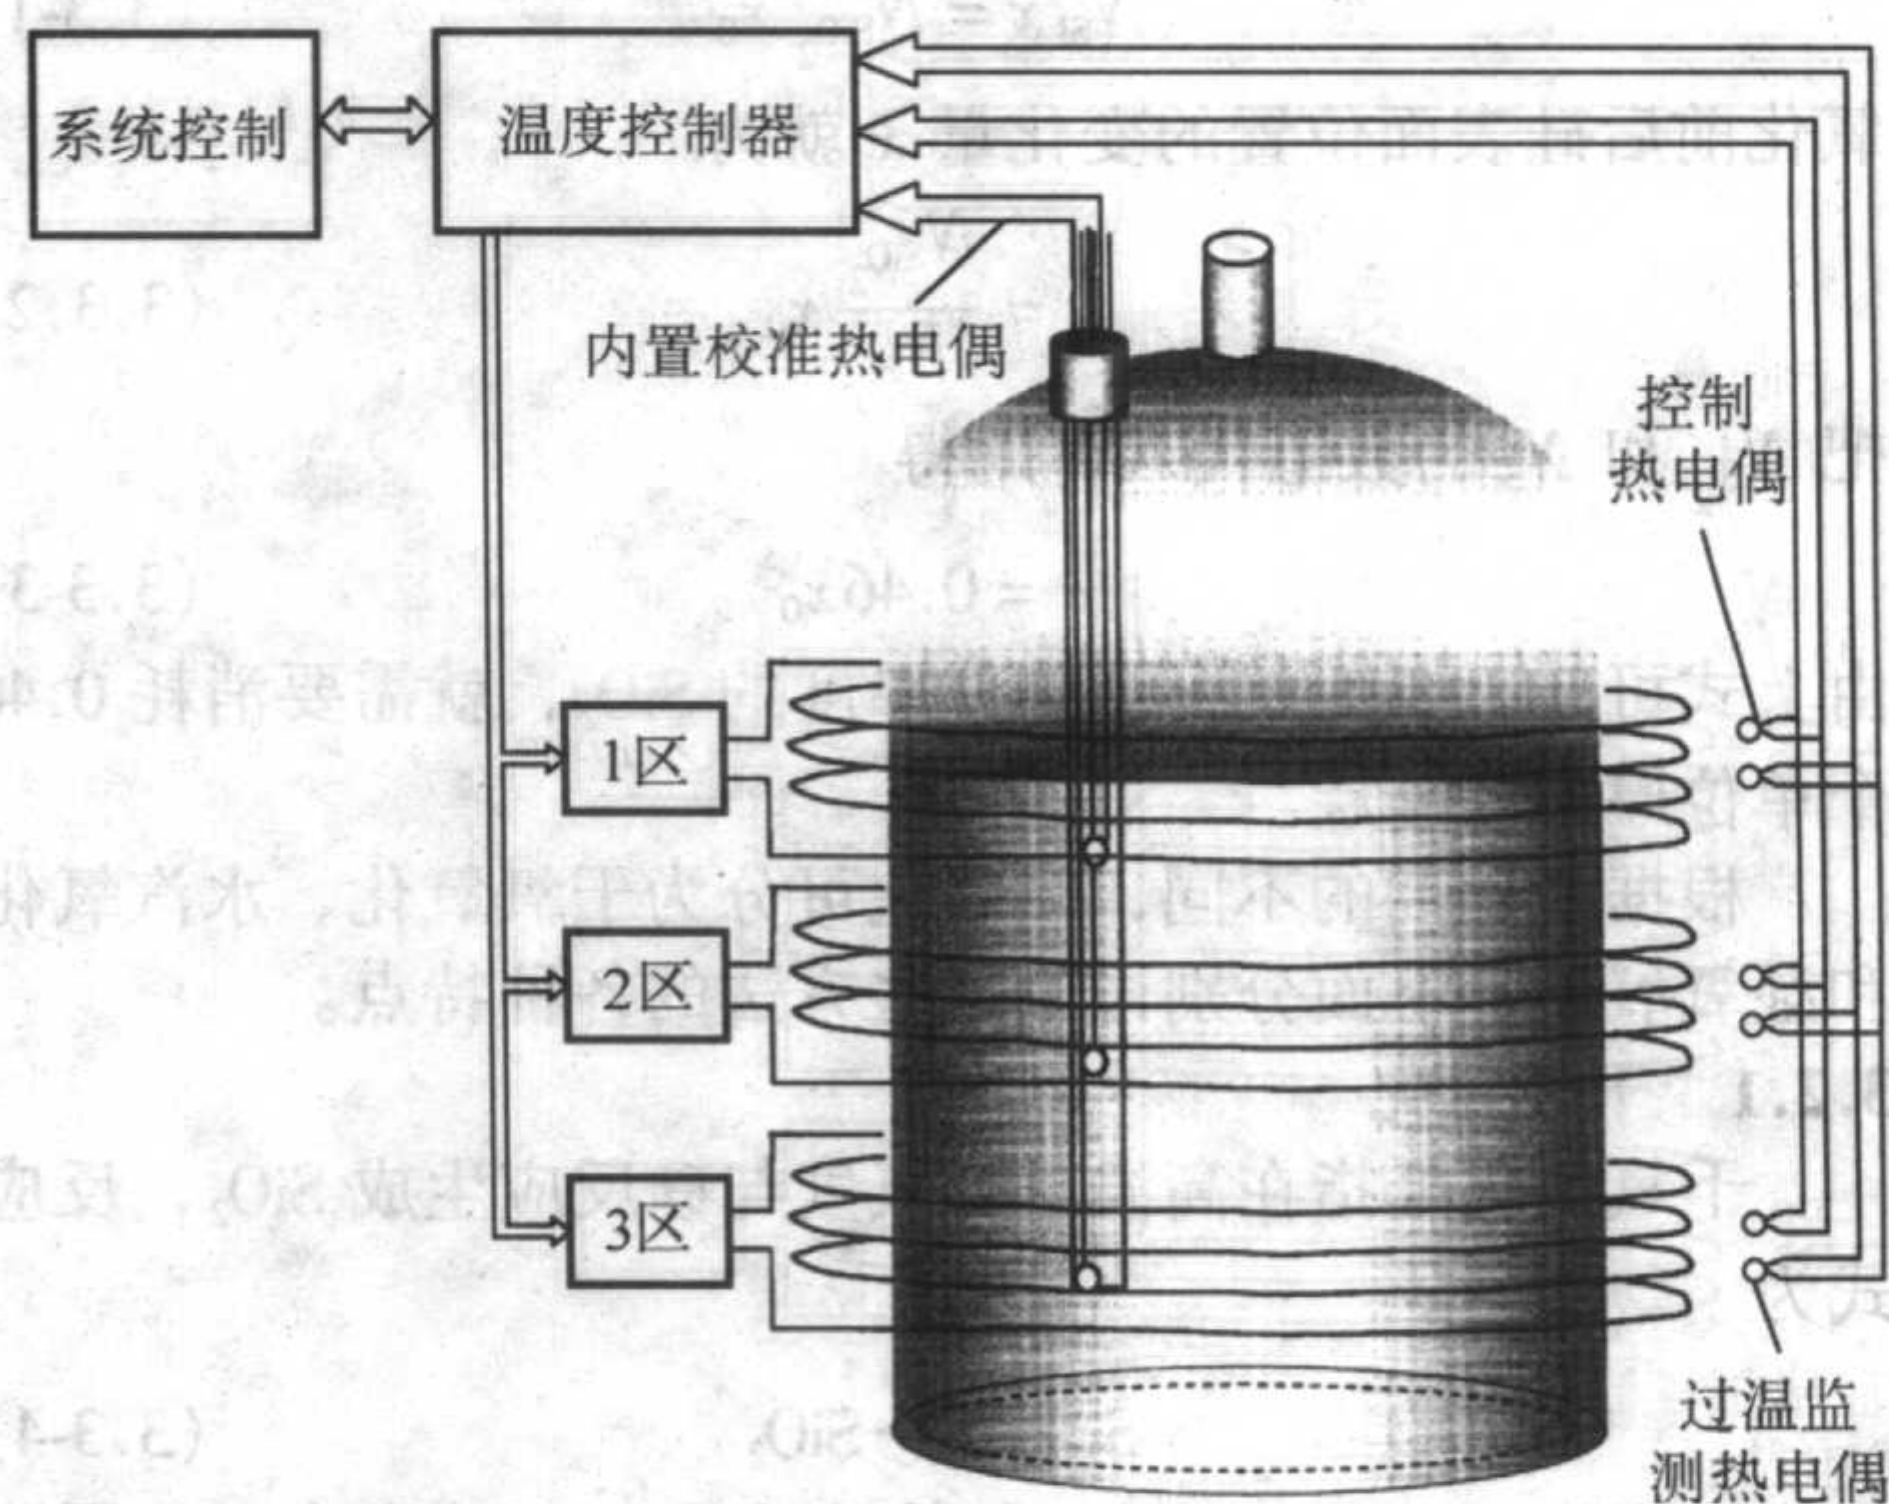 系统控制
温度控制器
内置校准热电偶
控制
热电偶
1区
2区
3区
过温监
测热电偶